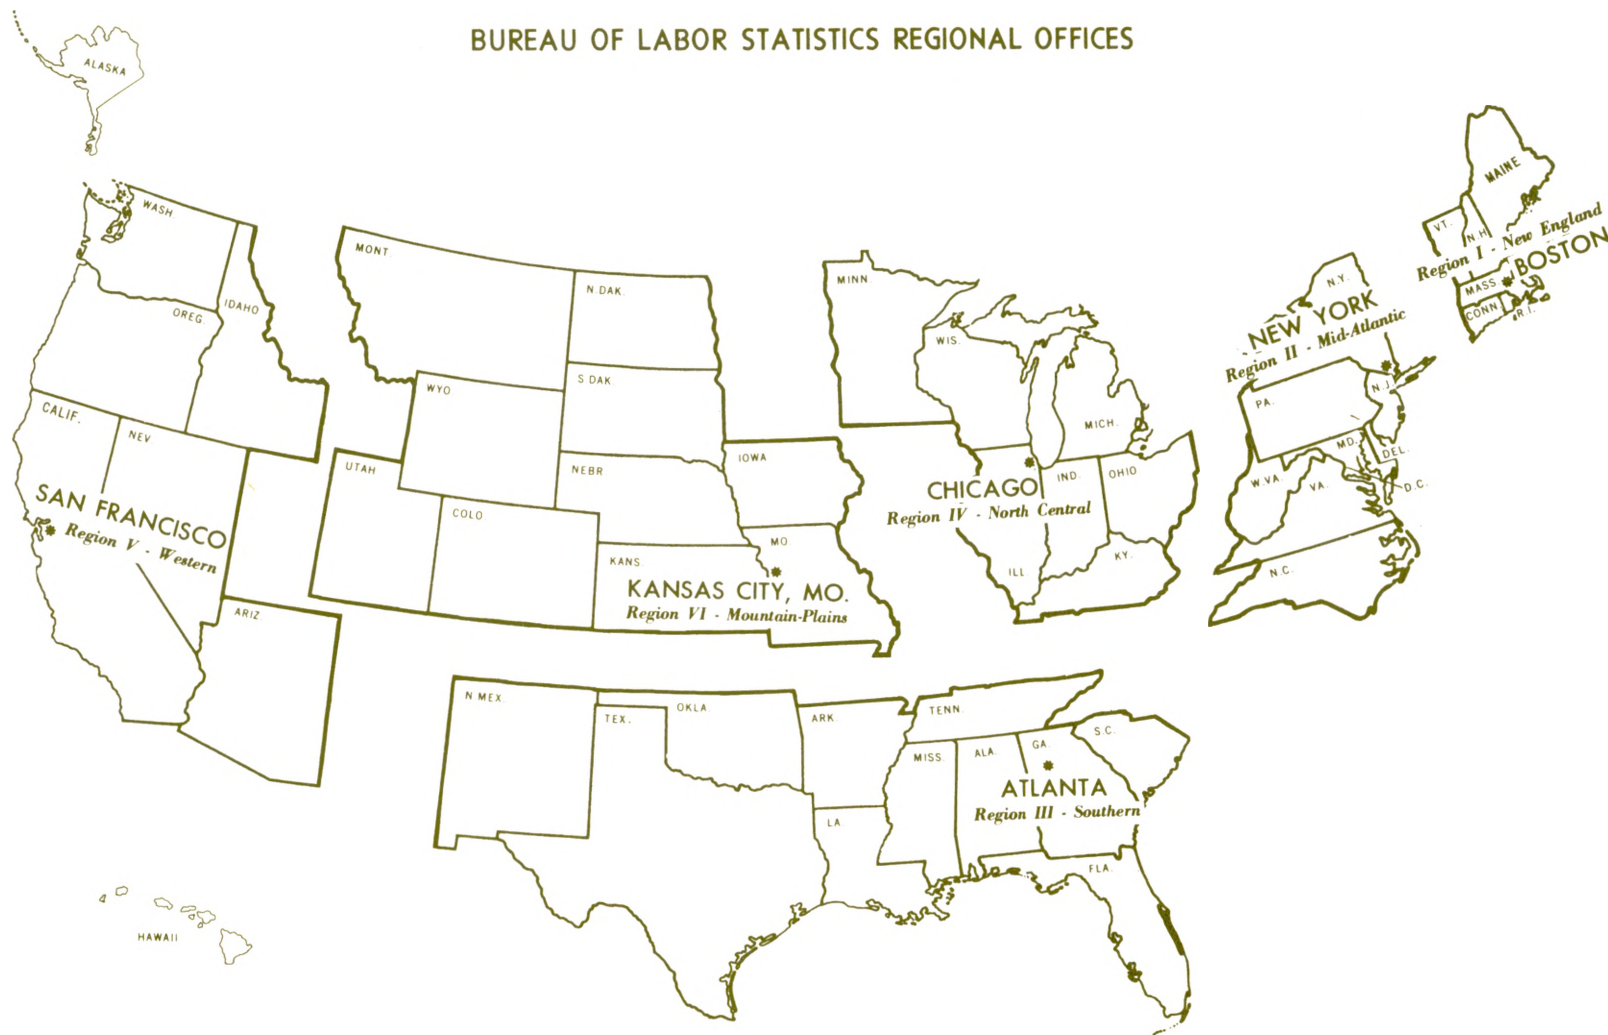 BUREAU OF LABOR STATISTICS REGIONAL OFFICES
ALASKA
WASH
OREG.
IDAHO
CALIF.
NEV
SAN FRANCISCO
Region V - Western
ARIZ
HAWAII
MONT.
N.DAK.
S.DAK.
WYO
NEBR
UTAH
COLO.
KANS.
IOWA
MO
KANSAS CITY, MO.
Region VI - Mountain-Plains
MINN.
WIS.
MICH.
CHICAGO
Region IV - North Central
IND.
OHIO
ILL
KY.
N.Y.
NEW YORK
Region II - Mid-Atlantic
N.J.
PA.
MD.
DEL.
W.VA.
VA.
D.C.
N.C.
MAINE
VT.
N.H.
Region I - New England
BOSTON
MASS.
CONN.
R.I.
N MEX.
TEX.
OKLA.
ARK.
LA
TENN.
MISS.
ALA.
GA.
S.C.
ATLANTA
Region III - Southern
FLA.